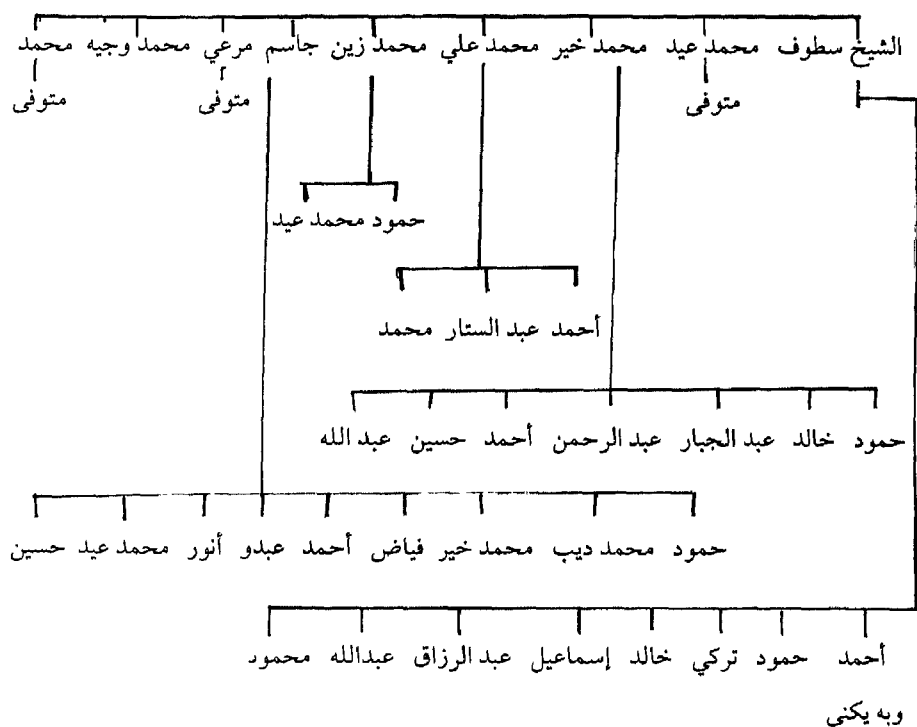 الشيخ سطوف محمد عيد محمد خير محمد علي محمد زين جاسم مرعي محمد وجيه محمد
متوفى متوفى متوفى
حمود محمد عيد
أحمد عبد الستار محمد
حمود خالد عبد الجبار عبد الرحمن أحمد حسين عبد الله
حمود محمد ديب محمد خير فياض أحمد عبدو أنور محمد عيد حسين
أحمد حمود تركي خالد إسماعيل عبد الرزاق عبدالله محمود
وبه يكنى